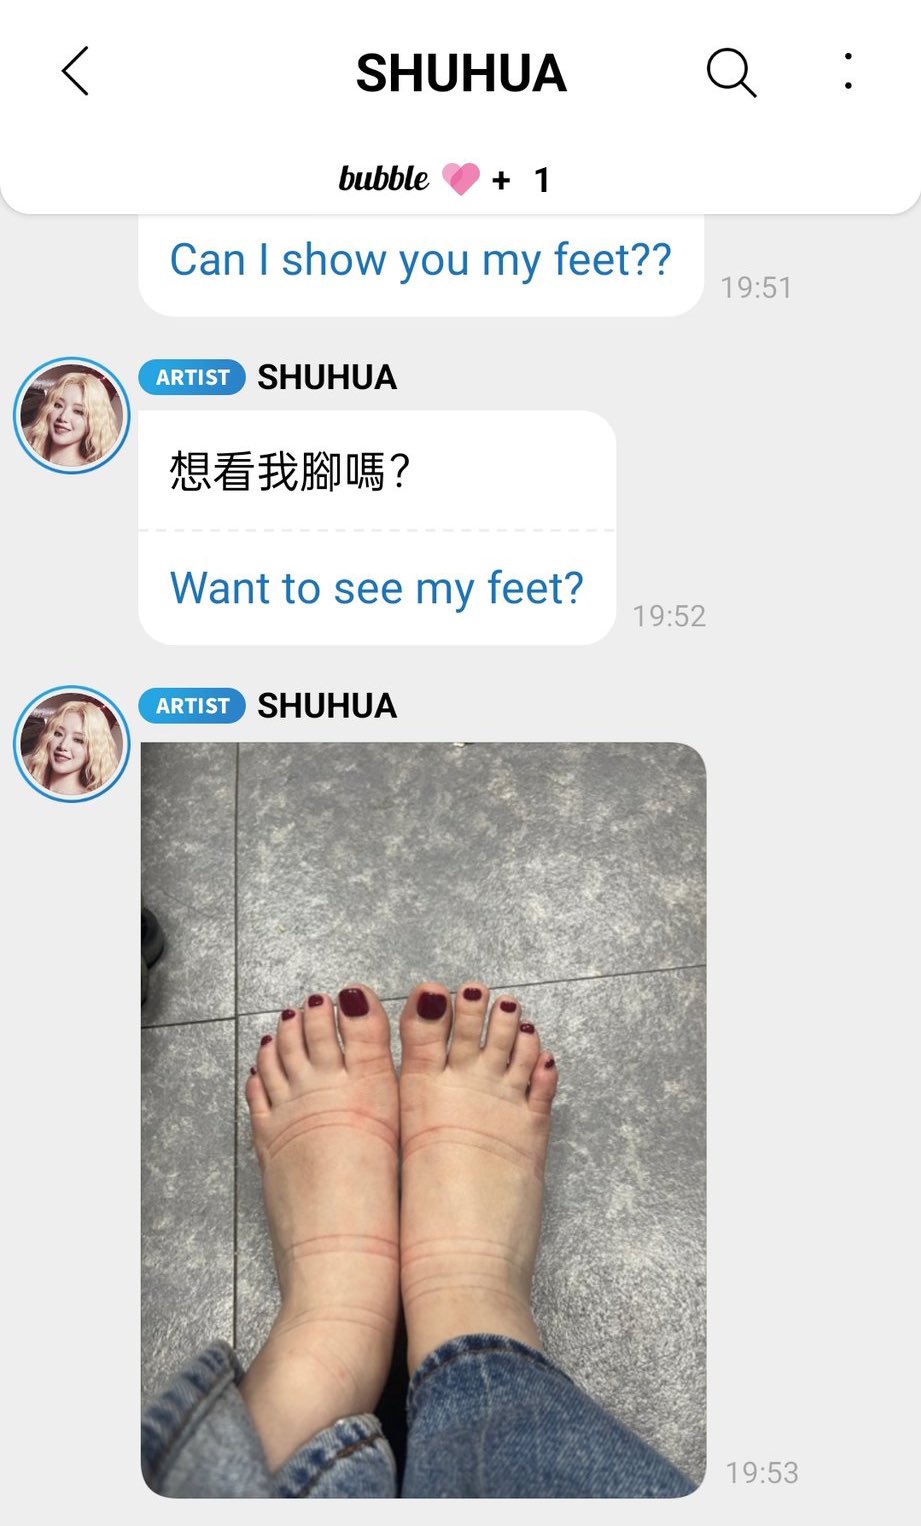 SHUHUA
bubble + 1
Can I show you my feet??
19:51
ARTIST SHUHUA
想看我腳嗎？
Want to see my feet?
19:52
ARTIST SHUHUA
19:53